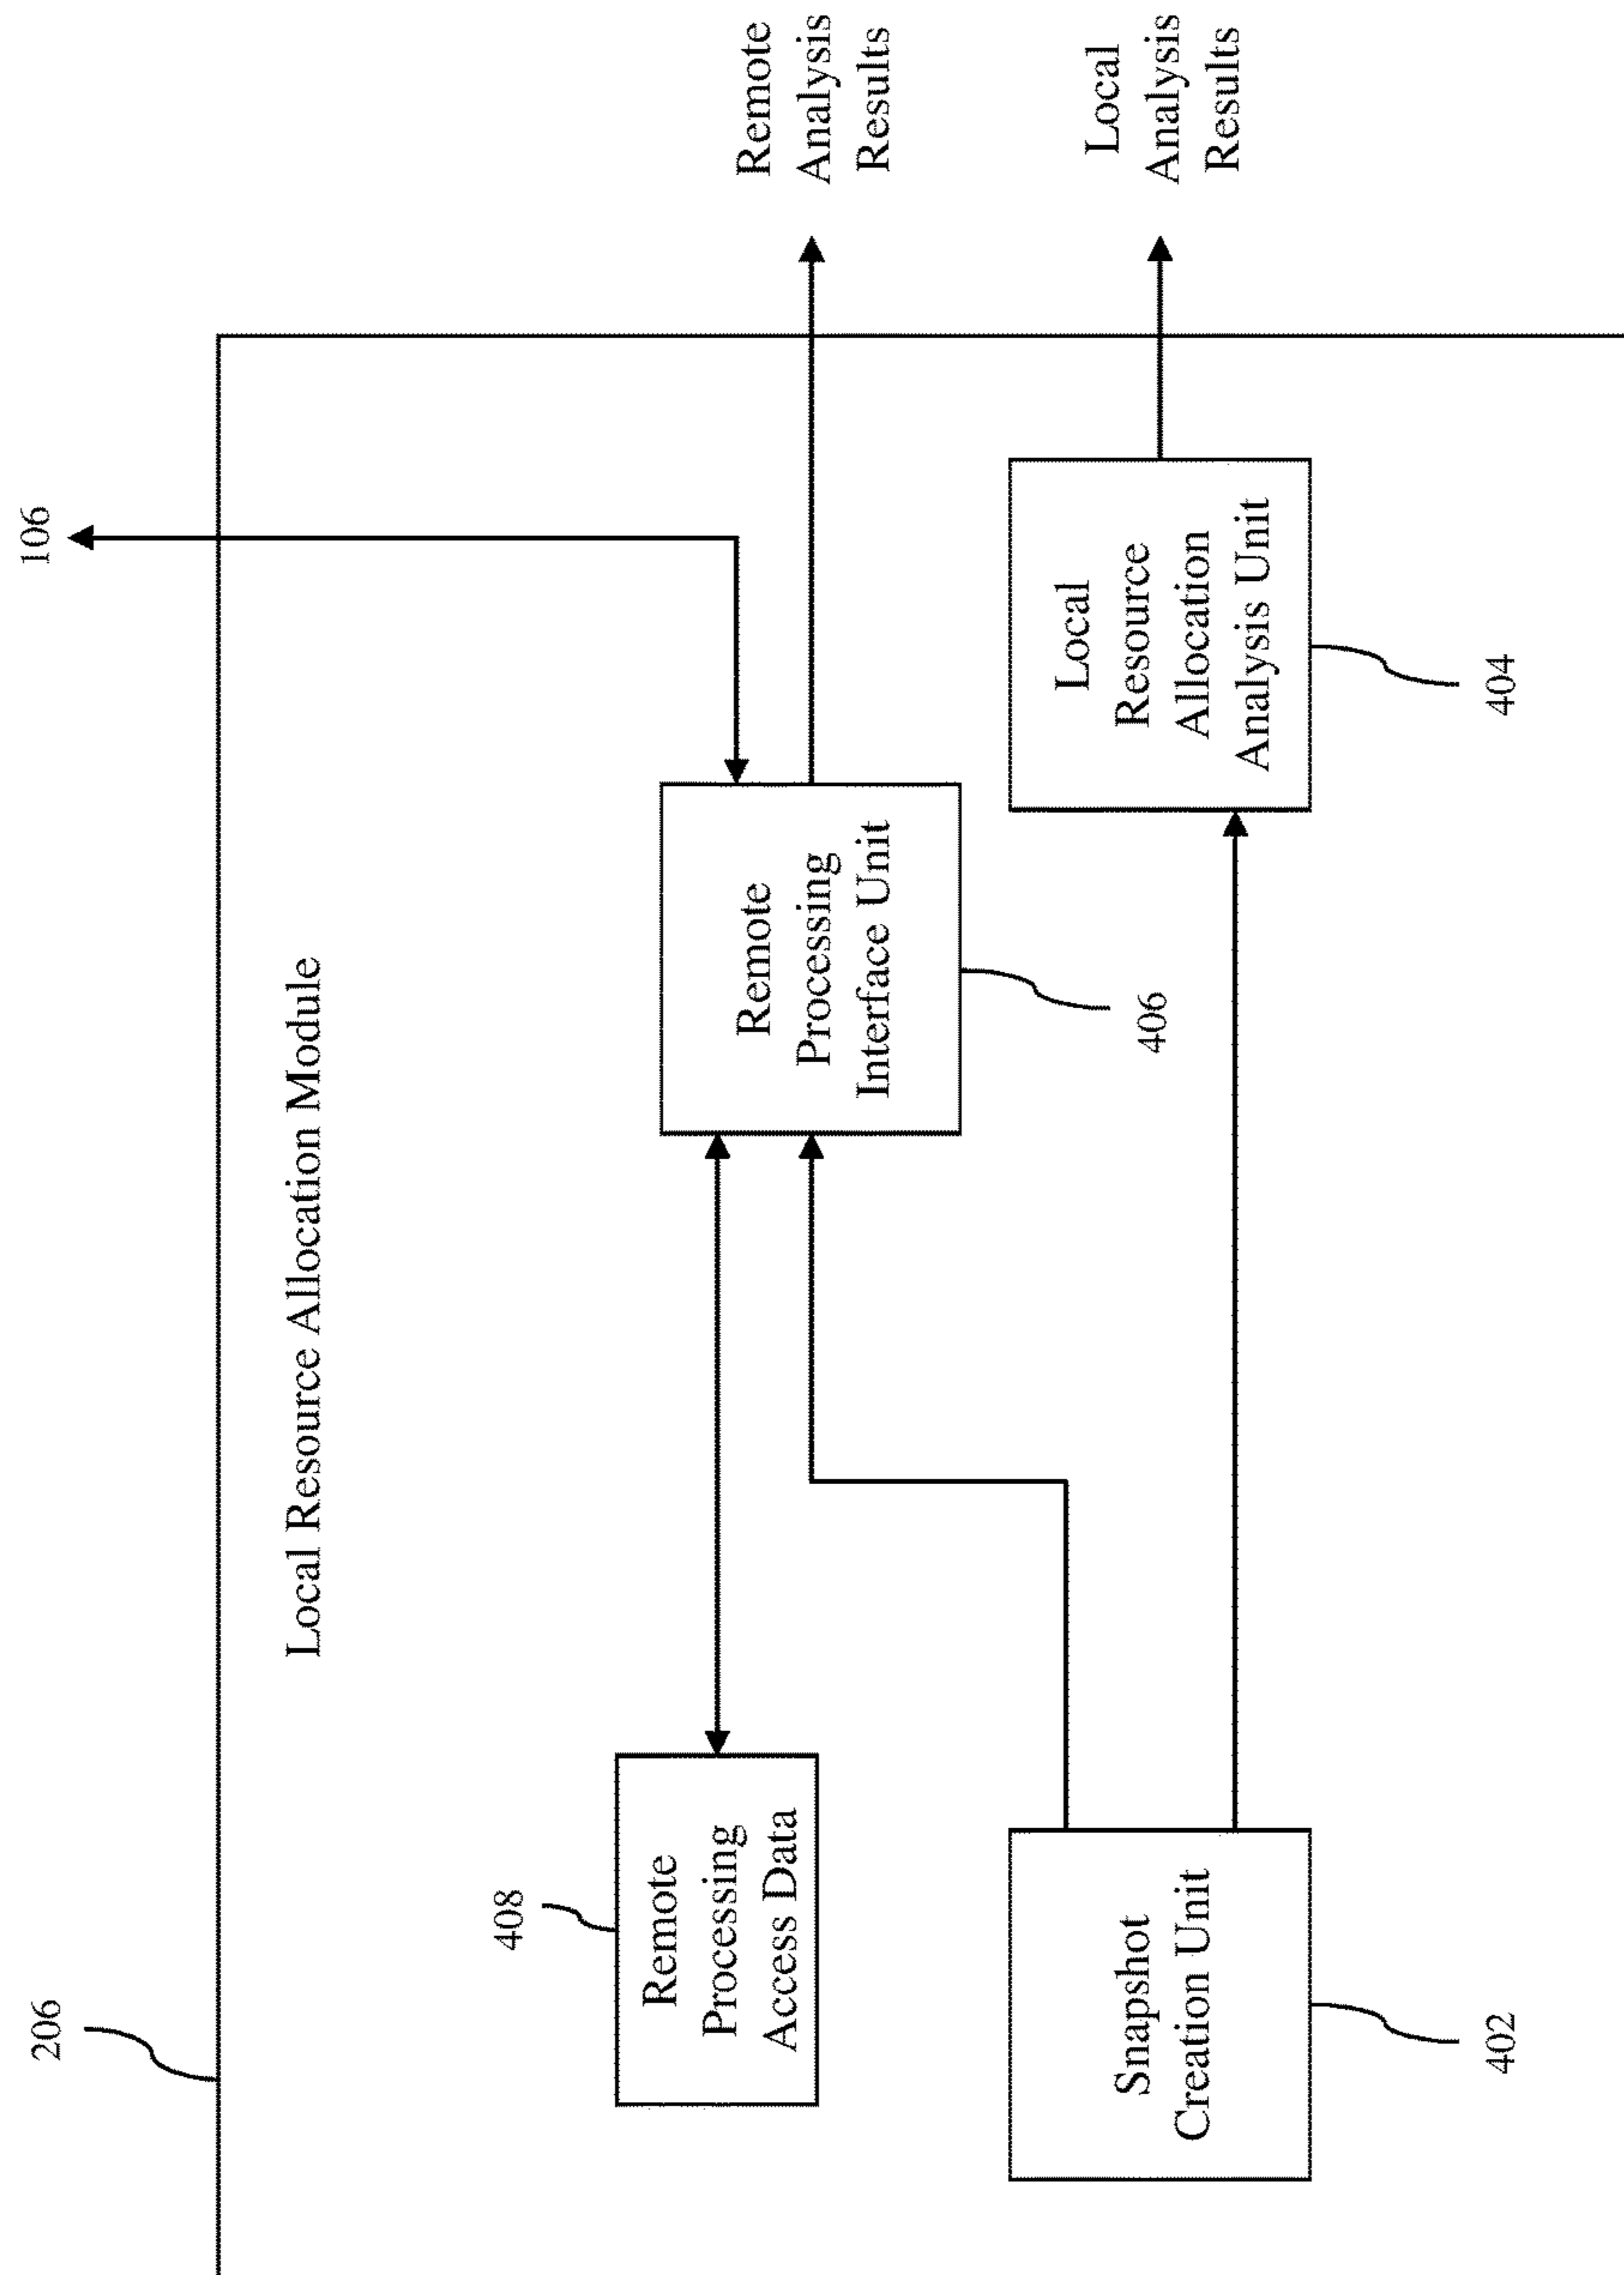 206
Local Resource Allocation Module
106
408
Remote
Processing
Access Data
Remote
Processing
Interface Unit
406
Remote
Analysis
Results
Snapshot
Creation Unit
402
Local
Resource
Allocation
Analysis Unit
404
Local
Analysis
Results